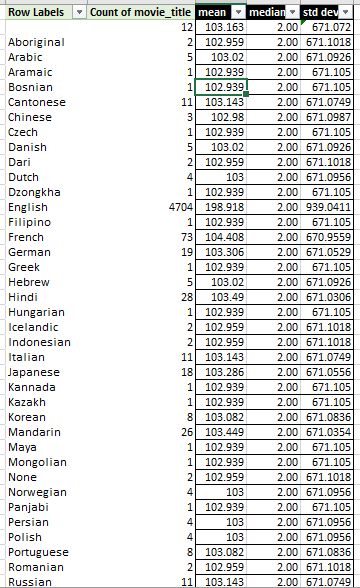 Row Labels Count of movie_title mean median std dev
12 103.163 2.00 671.072
Aboriginal 2 102.959 2.00 671.1018
Arabic 5 103.02 2.00 671.0926
Aramaic 1 102.939 2.00 671.105
Bosnian 1 102.939 2.00 671.105
Cantonese 11 103.143 2.00 671.0749
Chinese 3 102.98 2.00 671.0987
Czech 1 102.939 2.00 671.105
Danish 5 103.02 2.00 671.0926
Dari 2 102.959 2.00 671.1018
Dutch 4 103 2.00 671.0956
Dzongkha 1 102.939 2.00 671.105
English 4704 198.918 2.00 939.0411
Filipino 1 102.939 2.00 671.105
French 73 104.408 2.00 670.9559
German 19 103.306 2.00 671.0529
Greek 1 102.939 2.00 671.105
Hebrew 5 103.02 2.00 671.0926
Hindi 28 103.49 2.00 671.0306
Hungarian 1 102.939 2.00 671.105
Icelandic 2 102.959 2.00 671.1018
Indonesian 2 102.959 2.00 671.1018
Italian 11 103.143 2.00 671.0749
Japanese 18 103.286 2.00 671.0556
Kannada 1 102.939 2.00 671.105
Kazakh 1 102.939 2.00 671.105
Korean 8 103.082 2.00 671.0836
Mandarin 26 103.449 2.00 671.0354
Maya 1 102.939 2.00 671.105
Mongolian 1 102.939 2.00 671.105
None 2 102.959 2.00 671.1018
Norwegian 4 103 2.00 671.0956
Panjabi 1 102.939 2.00 671.105
Persian 4 103 2.00 671.0956
Polish 4 103 2.00 671.0956
Portuguese 8 103.082 2.00 671.0836
Romanian 2 102.959 2.00 671.1018
Russian 11 103.143 2.00 671.0749